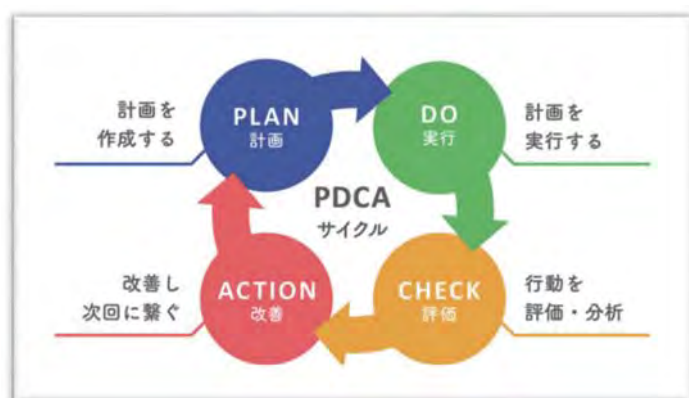 計画を
作成する
PLAN
計画
DO
実行
計画を
実行する
PDCA
サイクル
改善し
次回に繋ぐ
ACTION
改善
CHECK
評価
行動を
評価・分析